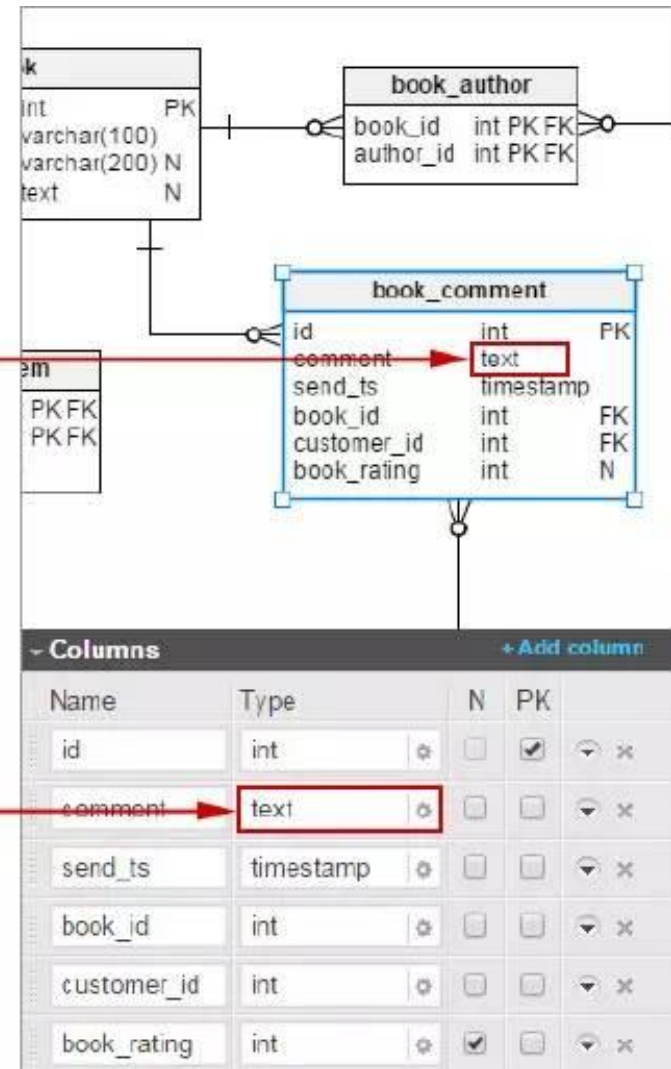 k
int PK
varchar(100)
varchar(200) N
text N
book_author
book_id int PK FK
author_id int PK FK
book_comment
id int PK
comment text
send_ts timestamp
book_id int FK
customer_id int FK
book_rating int N
em
PK FK
PK FK
Columns + Add column
Name Type N PK
id int
comment text
send_ts timestamp
book_id int
customer_id int
book_rating int